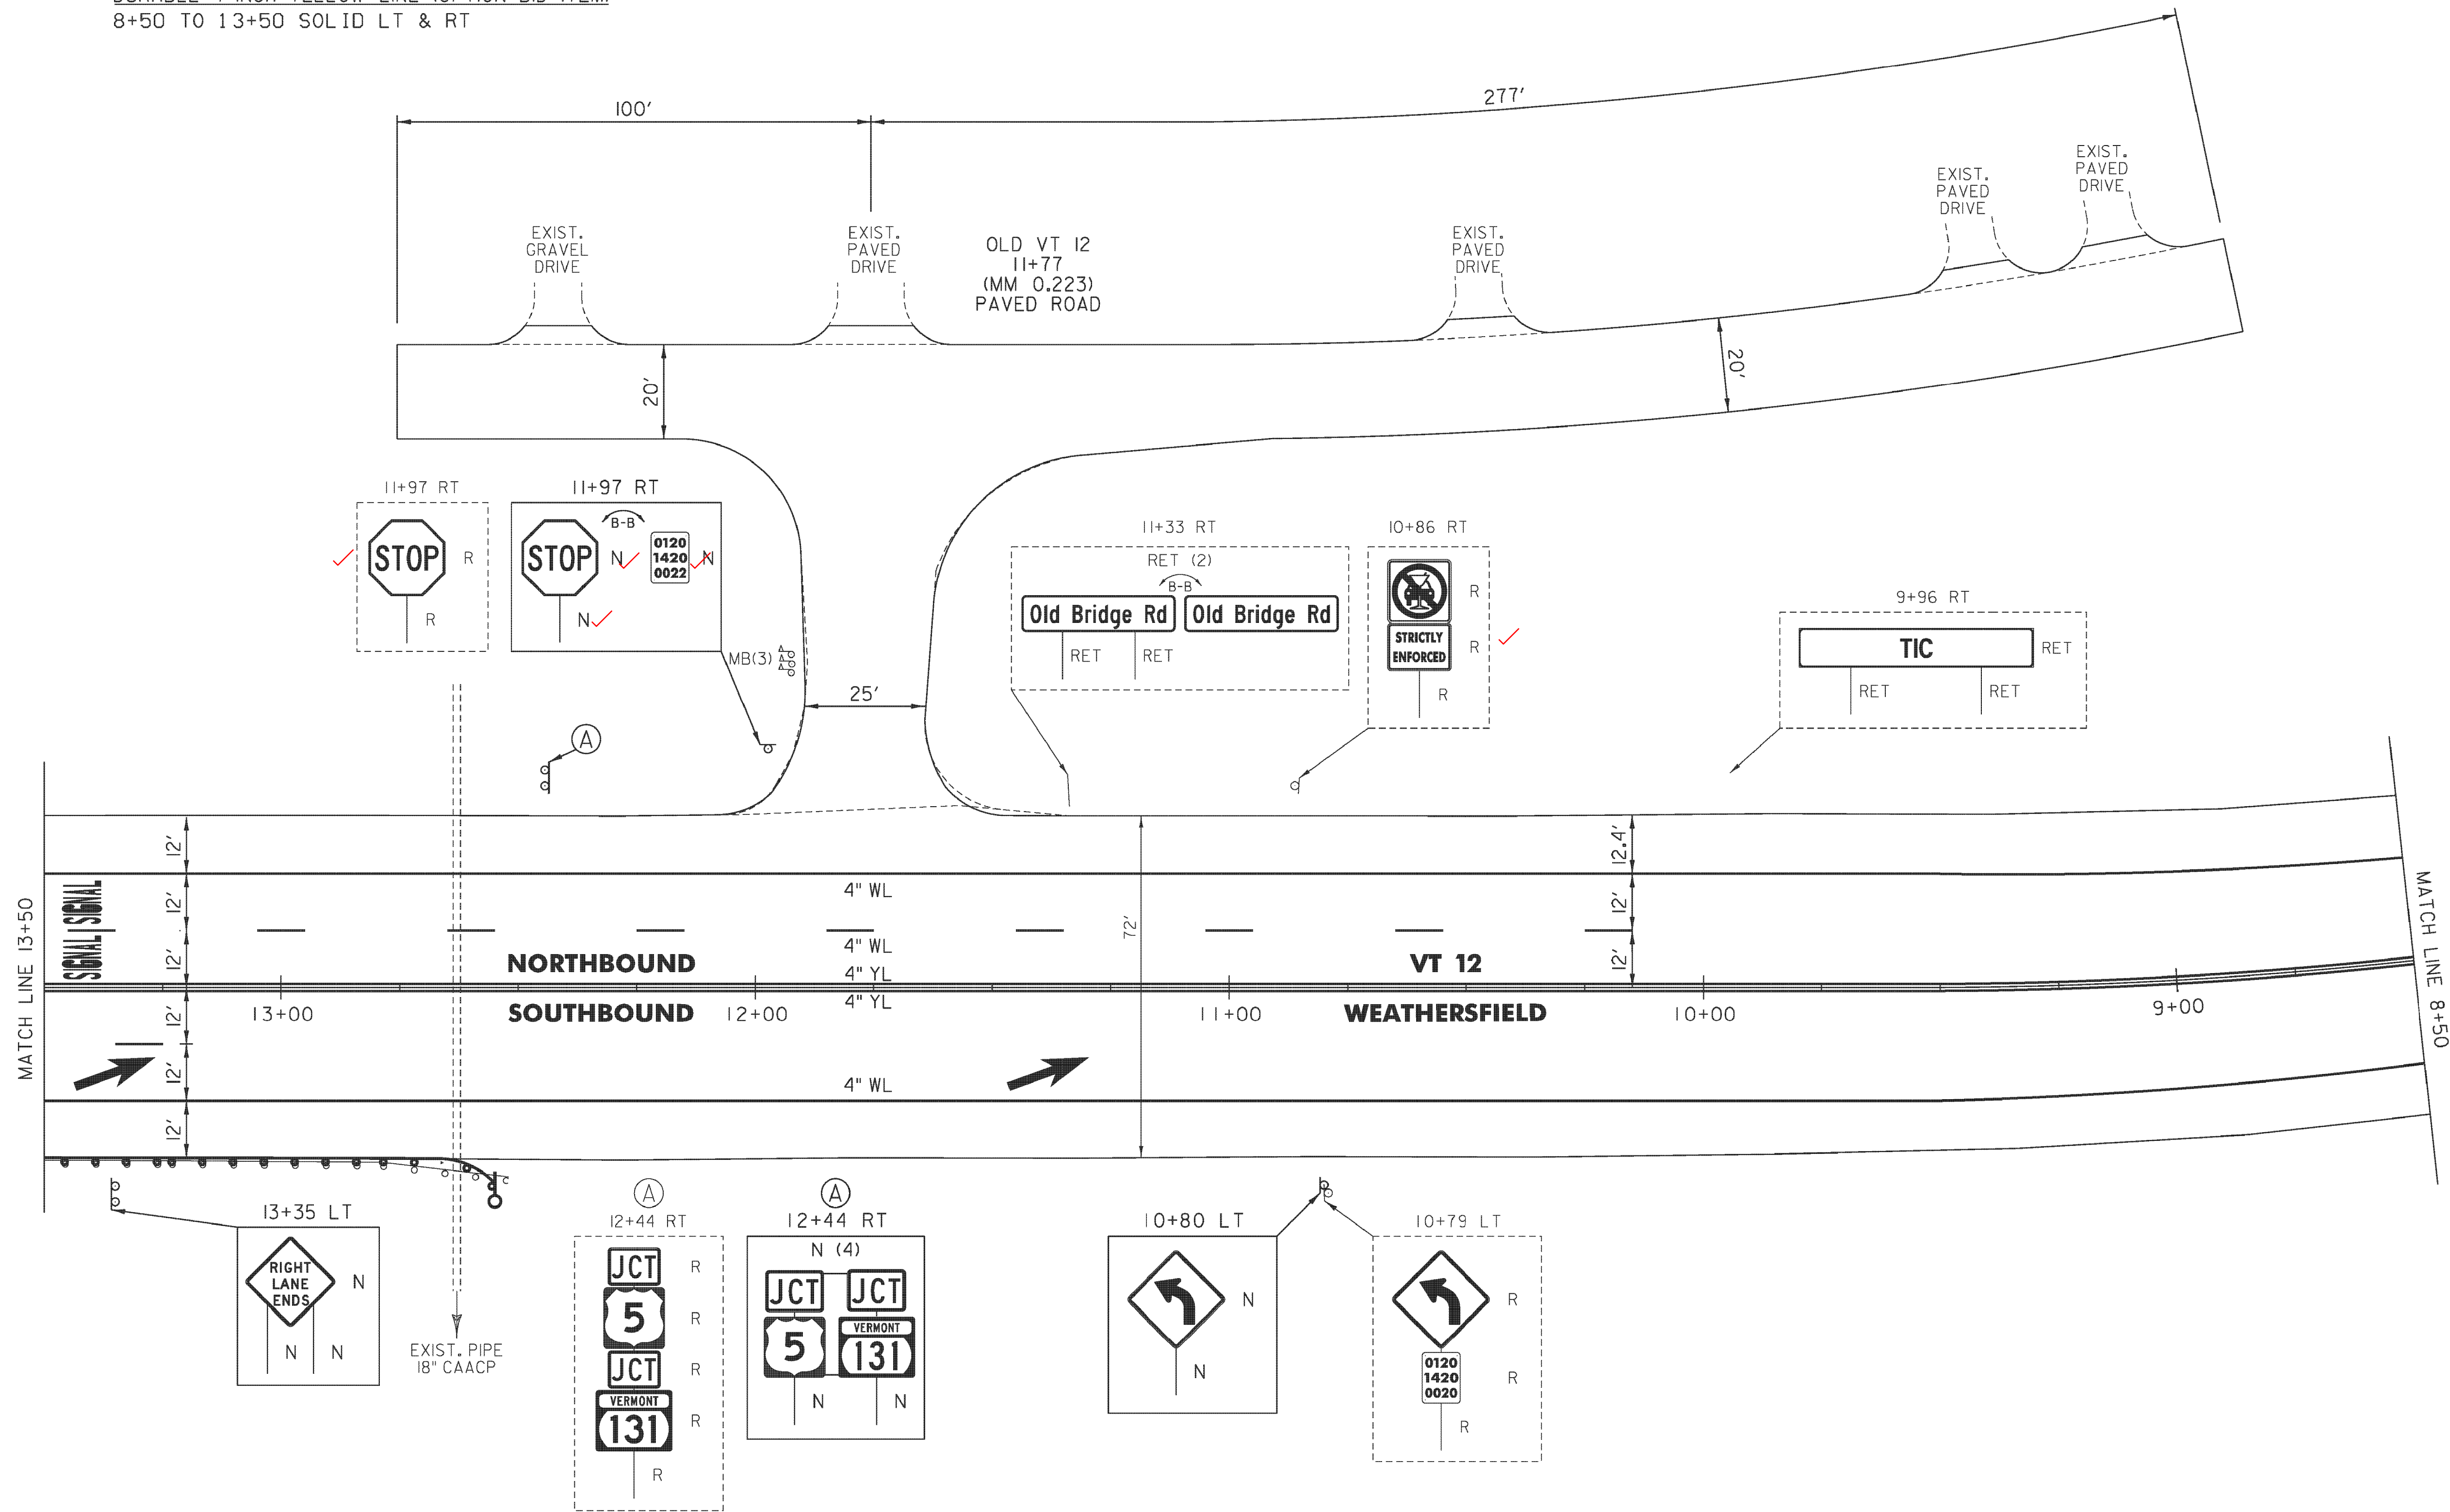 8+50 TO 13+50 SOLID LT & RT
100'
277'
EXIST.
GRAVEL
DRIVE
EXIST.
PAVED
DRIVE
OLD VT 12
11+77
(MM 0.223)
PAVED ROAD
EXIST.
PAVED
DRIVE
EXIST.
PAVED
DRIVE
EXIST.
PAVED
DRIVE
20'
20'
11+97 RT
STOP R
R
11+97 RT
B-B
STOP N
0120
1420
0022
N
N
MB(3)
25'
A
11+33 RT
RET (2)
B-B
Old Bridge Rd Old Bridge Rd
RET RET
10+86 RT
R
STRICTLY
ENFORCED
R
R
9+96 RT
TIC RET
RET RET
MATCH LINE 13+50
SIGNAL SIGNAL
12'
12'
12'
12'
12'
12'
4" WL
4" WL
4" YL
4" YL
4" WL
NORTHBOUND
SOUTHBOUND
VT 12
WEATHERSFIELD
13+00
12+00
11+00
10+00
9+00
72'
12.4'
12'
12'
MATCH LINE 8+50
13+35 LT
RIGHT
LANE
ENDS
N
N N
EXIST. PIPE
18" CAACP
A
12+44 RT
JCT R
5 R
JCT R
VERMONT
131 R
R
A
12+44 RT
N (4)
JCT JCT
5
VERMONT
131
N N
10+80 LT
N
N
10+79 LT
R
0120
1420
0020
R
R